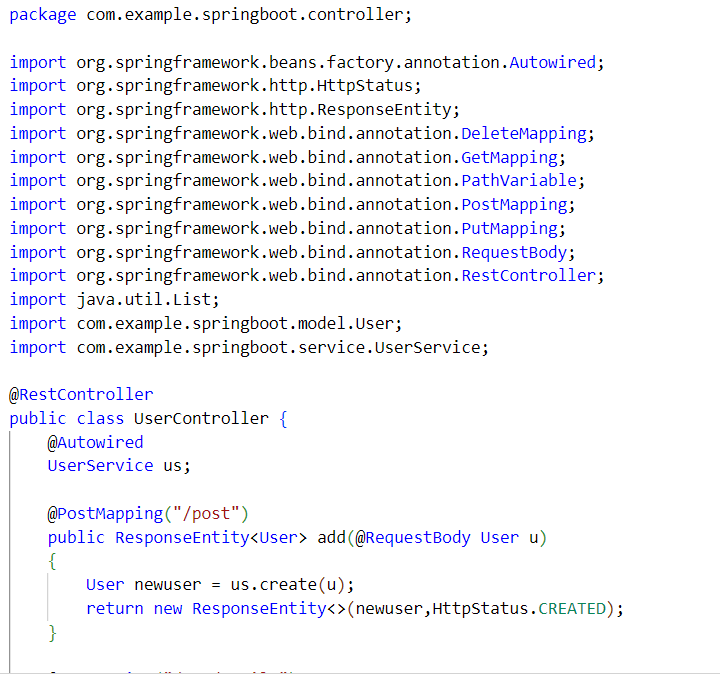 package com.example.springboot.controller;
import org.springframework.beans.factory.annotation.Autowired;
import org.springframework.http.HttpStatus;
import org.springframework.http.ResponseEntity;
import org.springframework.web.bind.annotation.DeleteMapping;
import org.springframework.web.bind.annotation.GetMapping;
import org.springframework.web.bind.annotation.PathVariable;
import org.springframework.web.bind.annotation.PostMapping;
import org.springframework.web.bind.annotation.PutMapping;
import org.springframework.web.bind.annotation.RequestBody;
import org.springframework.web.bind.annotation.RestController;
import java.util.List;
import com.example.springboot.model.User;
import com.example.springboot.service.UserService;
@RestController
public class UserController {
    @Autowired
    UserService us;
    @PostMapping("/post")
    public ResponseEntity<User> add(@RequestBody User u)
    {
        User newuser = us.create(u);
        return new ResponseEntity<>(newuser,HttpStatus.CREATED);
    }